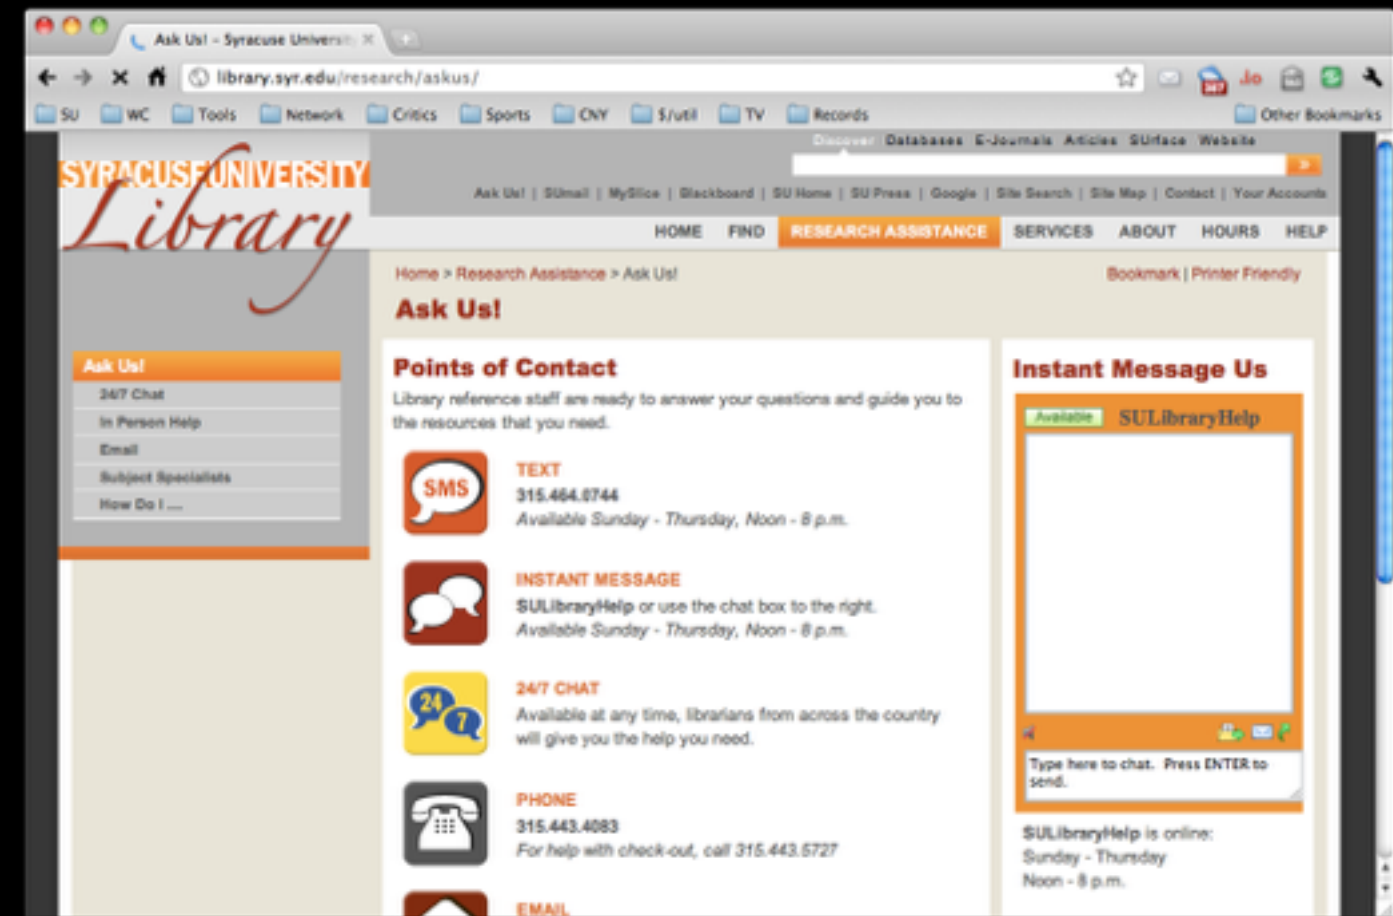 Ask Us! – Syracuse Universit
library.syr.edu/research/askus/
SU WC Tools Network Critics Sports CNY $/util TV Records Other Bookmarks
SYRACUSE UNIVERSITY
Library
Discover Databases E-Journals Articles SUrface Website
Ask Us! | SUmail | MySlice | Blackboard | SU Home | SU Press | Google | Site Search | Site Map | Contact | Your Accounts
HOME FIND RESEARCH ASSISTANCE SERVICES ABOUT HOURS HELP
Home > Research Assistance > Ask Us!
Bookmark | Printer Friendly
Ask Us!
Ask Us!
24/7 Chat
In Person Help
Email
Subject Specialists
How Do I ....
Points of Contact
Library reference staff are ready to answer your questions and guide you to
the resources that you need.
SMS
TEXT
315.464.0744
Available Sunday - Thursday, Noon - 8 p.m.
INSTANT MESSAGE
SULibraryHelp or use the chat box to the right.
Available Sunday - Thursday, Noon - 8 p.m.
24
7
24/7 CHAT
Available at any time, librarians from across the country
will give you the help you need.
PHONE
315.443.4083
For help with check-out, call 315.443.5727
EMAIL
Instant Message Us
Available SULibraryHelp
Type here to chat. Press ENTER to
send.
SULibraryHelp is online:
Sunday - Thursday
Noon - 8 p.m.